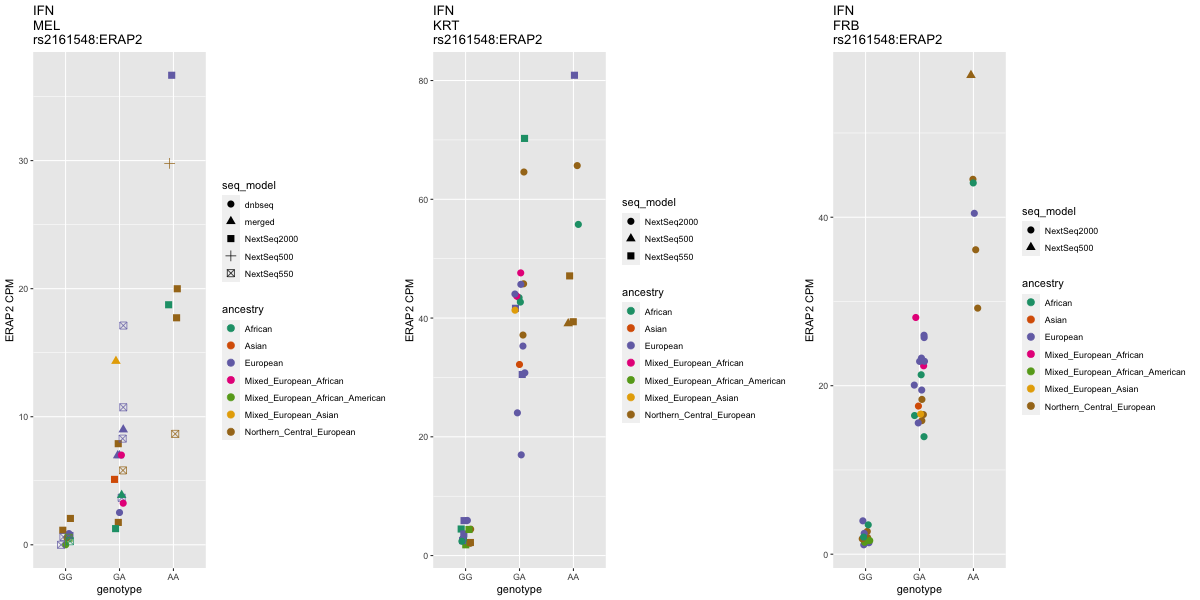 IFN
MEL
rs2161548:ERAP2
ERAP2 CPM
30
20
10
0
GG
GA
AA
genotype
seq_model
dnbseq
merged
NextSeq2000
NextSeq500
NextSeq550
ancestry
African
Asian
European
Mixed_European_African
Mixed_European_African_American
Mixed_European_Asian
Northern_Central_European
IFN
KRT
rs2161548:ERAP2
ERAP2 CPM
80
60
40
20
0
GG
GA
AA
genotype
seq_model
NextSeq2000
NextSeq500
NextSeq550
ancestry
African
Asian
European
Mixed_European_African
Mixed_European_African_American
Mixed_European_Asian
Northern_Central_European
IFN
FRB
rs2161548:ERAP2
ERAP2 CPM
40
20
0
GG
GA
AA
genotype
seq_model
NextSeq2000
NextSeq500
ancestry
African
Asian
European
Mixed_European_African
Mixed_European_African_American
Mixed_European_Asian
Northern_Central_European